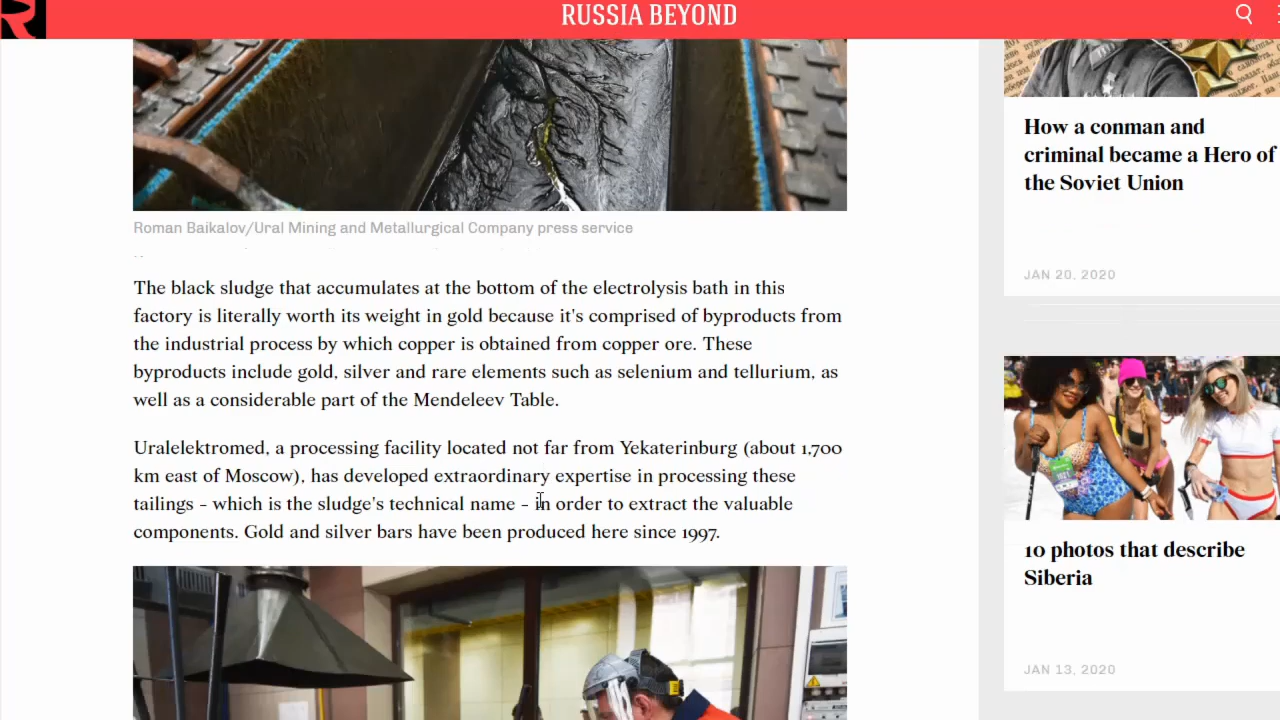 RUSSIA BEYOND
Roman Baikalov/Ural Mining and Metallurgical Company press service
The black sludge that accumulates at the bottom of the electrolysis bath in this
factory is literally worth its weight in gold because it's comprised of byproducts from
the industrial process by which copper is obtained from copper ore. These
byproducts include gold, silver and rare elements such as selenium and tellurium, as
well as a considerable part of the Mendeleev Table.
Uralelektromed, a processing facility located not far from Yekaterinburg (about 1,700
km east of Moscow), has developed extraordinary expertise in processing these
tailings – which is the sludge's technical name – in order to extract the valuable
components. Gold and silver bars have been produced here since 1997.
How a conman and
criminal became a Hero of
the Soviet Union
JAN 20, 2020
10 photos that describe
Siberia
JAN 13, 2020